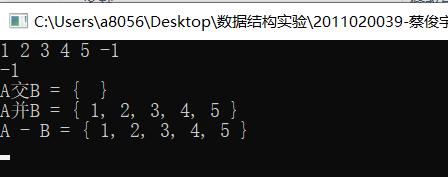 C:\Users\a8056\Desktop\数据结构实验\2011020039-蔡俊宇
1 2 3 4 5 -1
-1
A交B = {  }
A并B = { 1, 2, 3, 4, 5 }
A - B = { 1, 2, 3, 4, 5 }